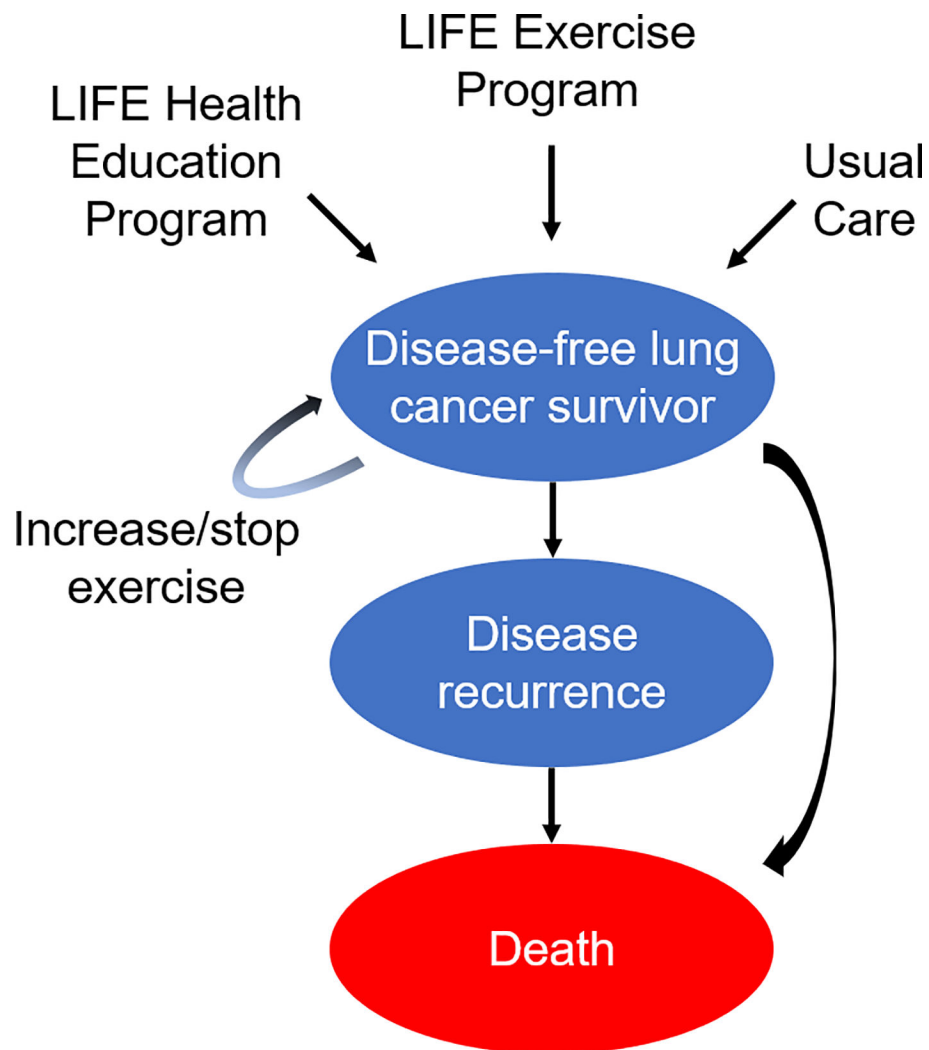 LIFE Exercise
Program
LIFE Health
Education
Program
Usual
Care
Disease-free lung
cancer survivor
Increase/stop
exercise
Disease
recurrence
Death